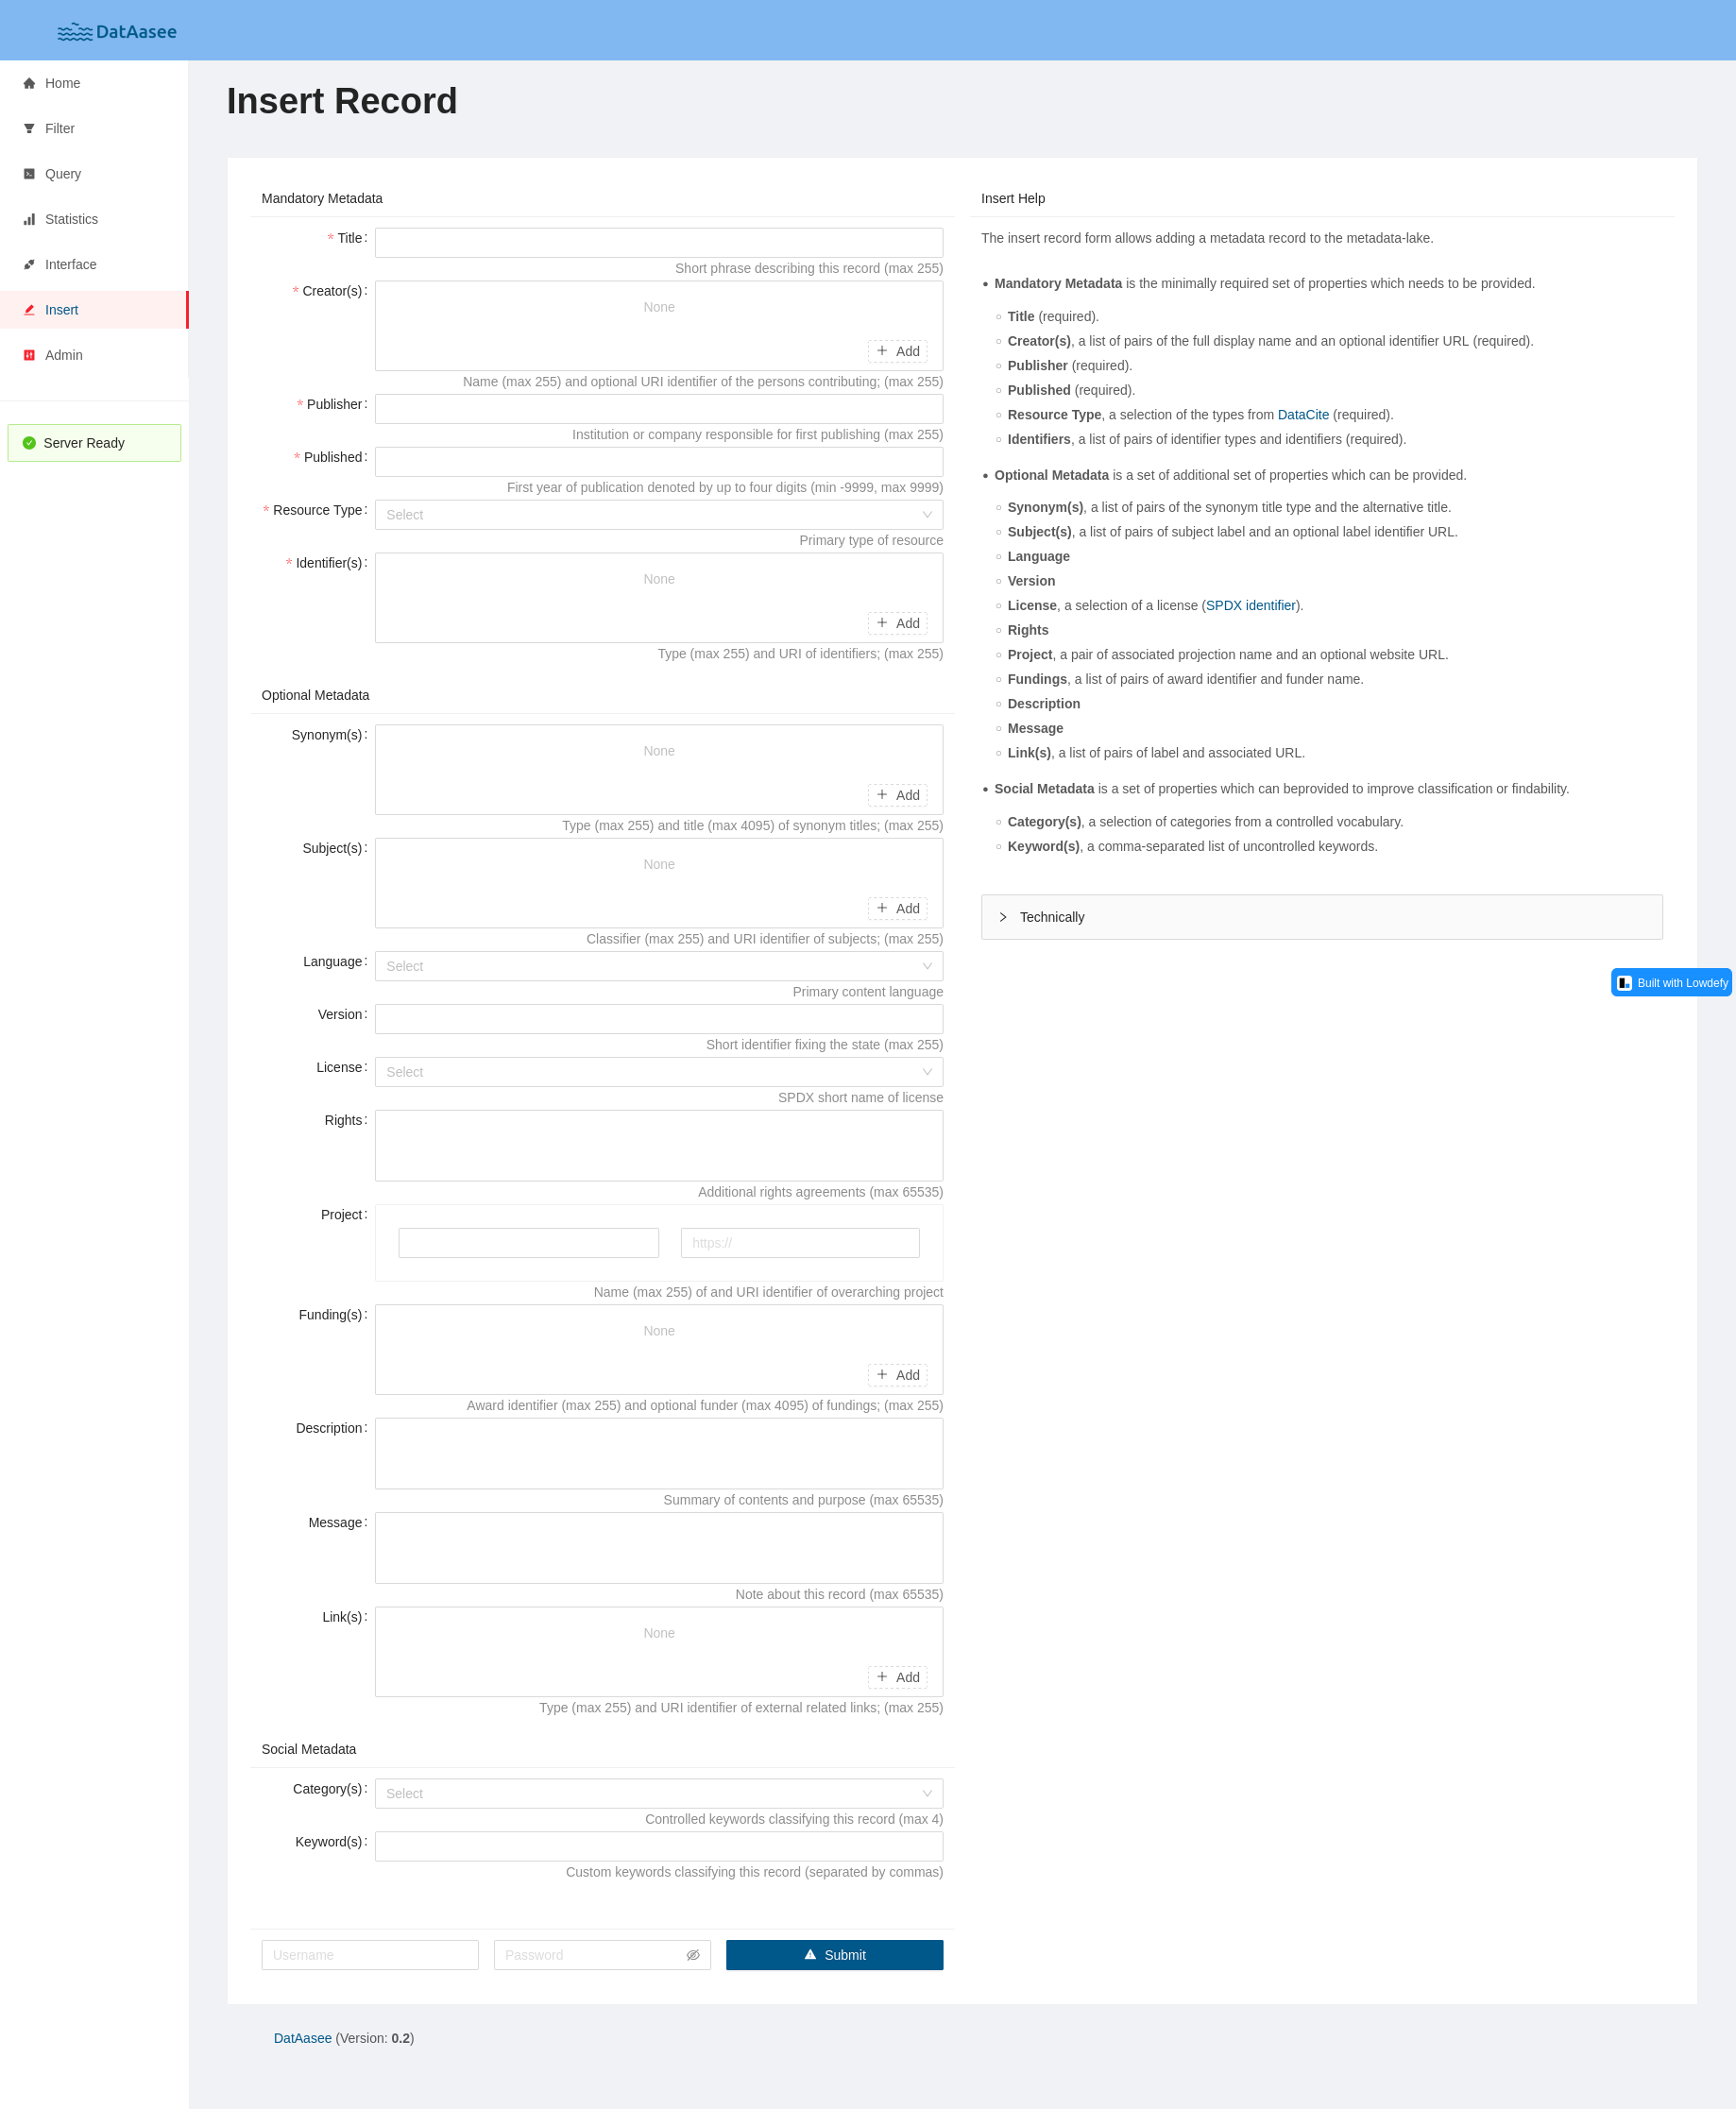 DatAasee
Home
Filter
Query
Statistics
Interface
Insert
Admin
Server Ready
Insert Record
Mandatory Metadata
* Title:
Short phrase describing this record (max 255)
* Creator(s):
None
+ Add
Name (max 255) and optional URI identifier of the persons contributing; (max 255)
* Publisher:
Institution or company responsible for first publishing (max 255)
* Published:
First year of publication denoted by up to four digits (min -9999, max 9999)
* Resource Type:
Select
Primary type of resource
* Identifier(s):
None
+ Add
Type (max 255) and URI of identifiers; (max 255)
Optional Metadata
Synonym(s):
None
+ Add
Type (max 255) and title (max 4095) of synonym titles; (max 255)
Subject(s):
None
+ Add
Classifier (max 255) and URI identifier of subjects; (max 255)
Language:
Select
Primary content language
Version:
Short identifier fixing the state (max 255)
License:
Select
SPDX short name of license
Rights:
Additional rights agreements (max 65535)
Project:
https://
Name (max 255) of and URI identifier of overarching project
Funding(s):
None
+ Add
Award identifier (max 255) and optional funder (max 4095) of fundings; (max 255)
Description:
Summary of contents and purpose (max 65535)
Message:
Note about this record (max 65535)
Link(s):
None
+ Add
Type (max 255) and URI identifier of external related links; (max 255)
Social Metadata
Category(s):
Select
Controlled keywords classifying this record (max 4)
Keyword(s):
Custom keywords classifying this record (separated by commas)
Username
Password
Submit
Insert Help
The insert record form allows adding a metadata record to the metadata-lake.
• Mandatory Metadata is the minimally required set of properties which needs to be provided.
○ Title (required).
○ Creator(s), a list of pairs of the full display name and an optional identifier URL (required).
○ Publisher (required).
○ Published (required).
○ Resource Type, a selection of the types from DataCite (required).
○ Identifiers, a list of pairs of identifier types and identifiers (required).
• Optional Metadata is a set of additional set of properties which can be provided.
○ Synonym(s), a list of pairs of the synonym title type and the alternative title.
○ Subject(s), a list of pairs of subject label and an optional label identifier URL.
○ Language
○ Version
○ License, a selection of a license (SPDX identifier).
○ Rights
○ Project, a pair of associated projection name and an optional website URL.
○ Fundings, a list of pairs of award identifier and funder name.
○ Description
○ Message
○ Link(s), a list of pairs of label and associated URL.
• Social Metadata is a set of properties which can beprovided to improve classification or findability.
○ Category(s), a selection of categories from a controlled vocabulary.
○ Keyword(s), a comma-separated list of uncontrolled keywords.
Technically
Built with Lowdefy
DatAasee (Version: 0.2)